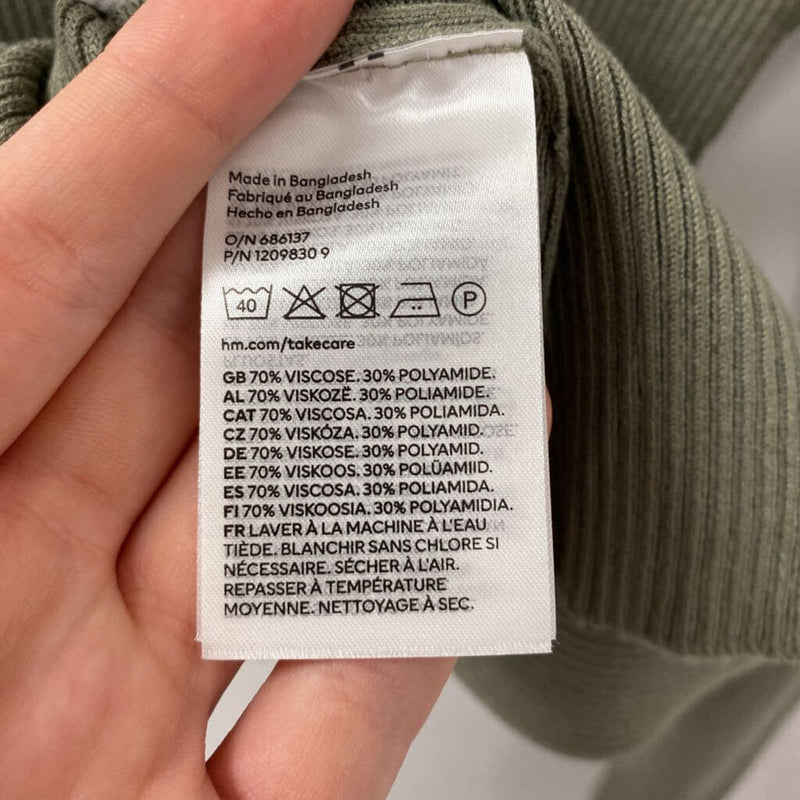 Made in Bangladesh
Fabriqué au Bangladesh
Hecho en Bangladesh
O/N 686137
P/N 1209830 9
40 P
hm.com/takecare
GB 70% VISCOSE. 30% POLYAMIDE.
AL 70% VISKOZË. 30% POLIAMIDE.
CAT 70% VISCOSA. 30% POLIAMIDA.
CZ 70% VISKÓZA. 30% POLYAMID.
DE 70% VISKOSE. 30% POLYAMID.
EE 70% VISKOOS. 30% POLÜAMIID.
ES 70% VISCOSA. 30% POLIAMIDA.
FI 70% VISKOOSIA. 30% POLYAMIDIA.
FR LAVER À LA MACHINE À L'EAU
TIÈDE. BLANCHIR SANS CHLORE SI
NÉCESSAIRE. SÉCHER À L'AIR.
REPASSER À TEMPÉRATURE
MOYENNE. NETTOYAGE À SEC.